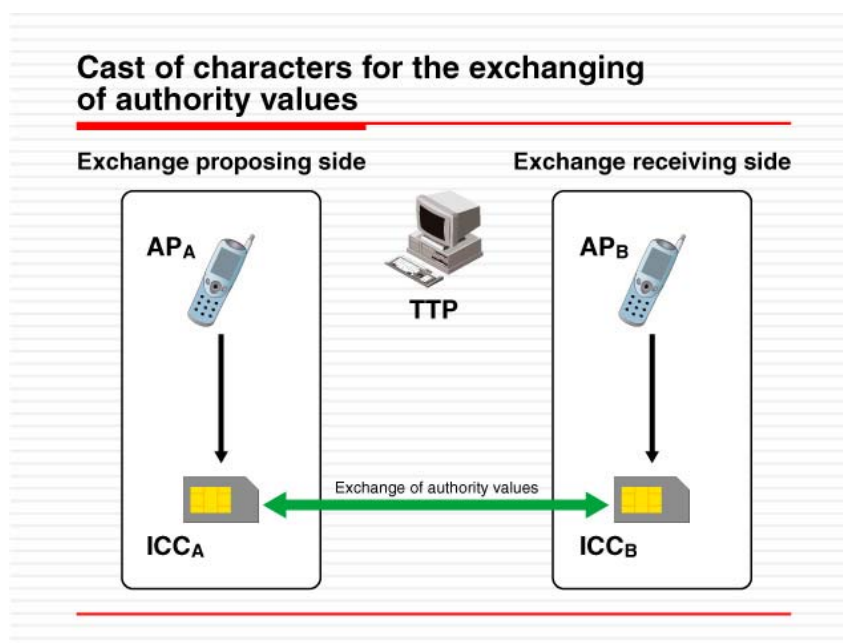 Cast of characters for the exchanging
of authority values
Exchange proposing side
Exchange receiving side
APA
TTP
APB
Exchange of authority values
ICCA
ICCB